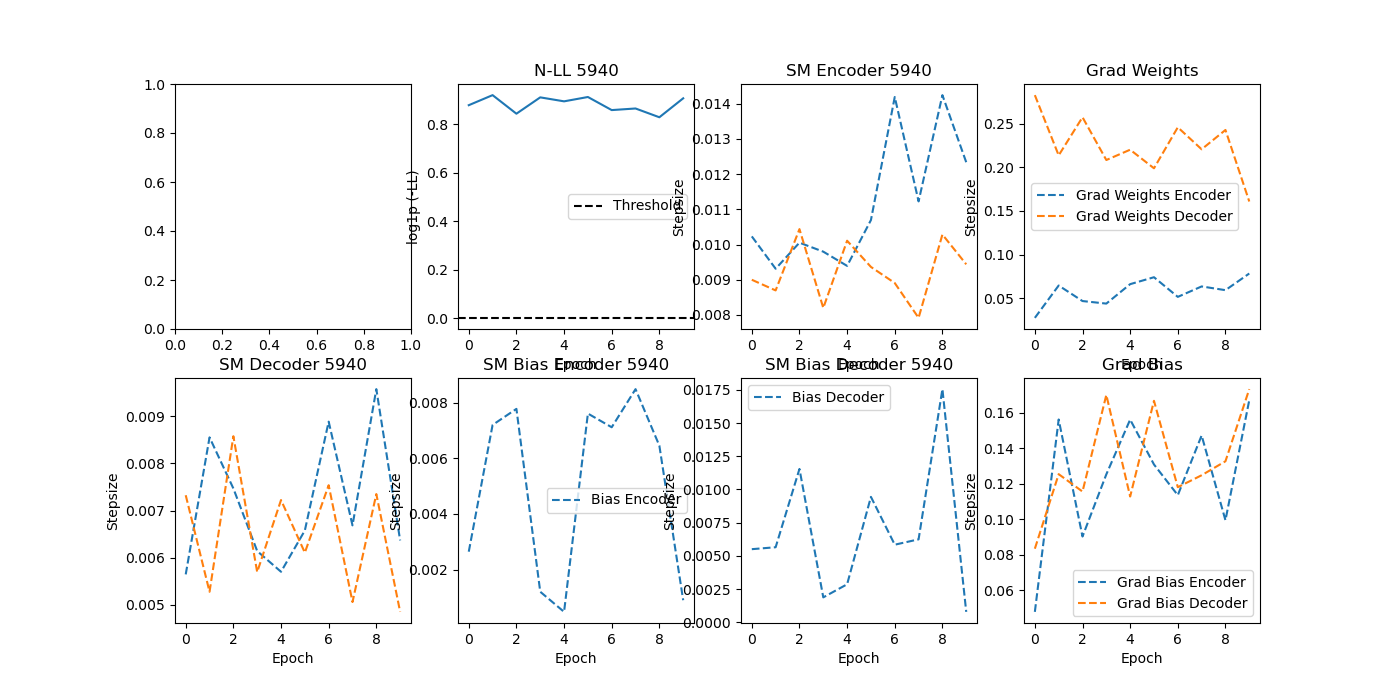 N-LL 5940
SM Encoder 5940
Grad Weights
1.0
0.8
0.6
0.4
0.2
0.0
0.0 0.2 0.4 0.6 0.8 1.0
log1p (-LL)
0.8
0.6
0.4
0.2
0.0
Threshold
0 2 4 6 8
Epoch
Stepsize
0.014
0.013
0.012
0.011
0.010
0.009
0.008
0 2 4 6 8
Epoch
Stepsize
0.25
0.20
0.15
0.10
0.05
Grad Weights Encoder
Grad Weights Decoder
0 2 4 6 8
Epoch
SM Decoder 5940
SM Bias Encoder 5940
SM Bias Decoder 5940
Grad Bias
Stepsize
0.009
0.008
0.007
0.006
0.005
0 2 4 6 8
Epoch
Stepsize
0.008
0.006
0.004
0.002
Bias Encoder
0 2 4 6 8
Epoch
Stepsize
0.0175
0.0150
0.0125
0.0100
0.0075
0.0050
0.0025
0.0000
Bias Decoder
0 2 4 6 8
Epoch
Stepsize
0.16
0.14
0.12
0.10
0.08
0.06
Grad Bias Encoder
Grad Bias Decoder
0 2 4 6 8
Epoch